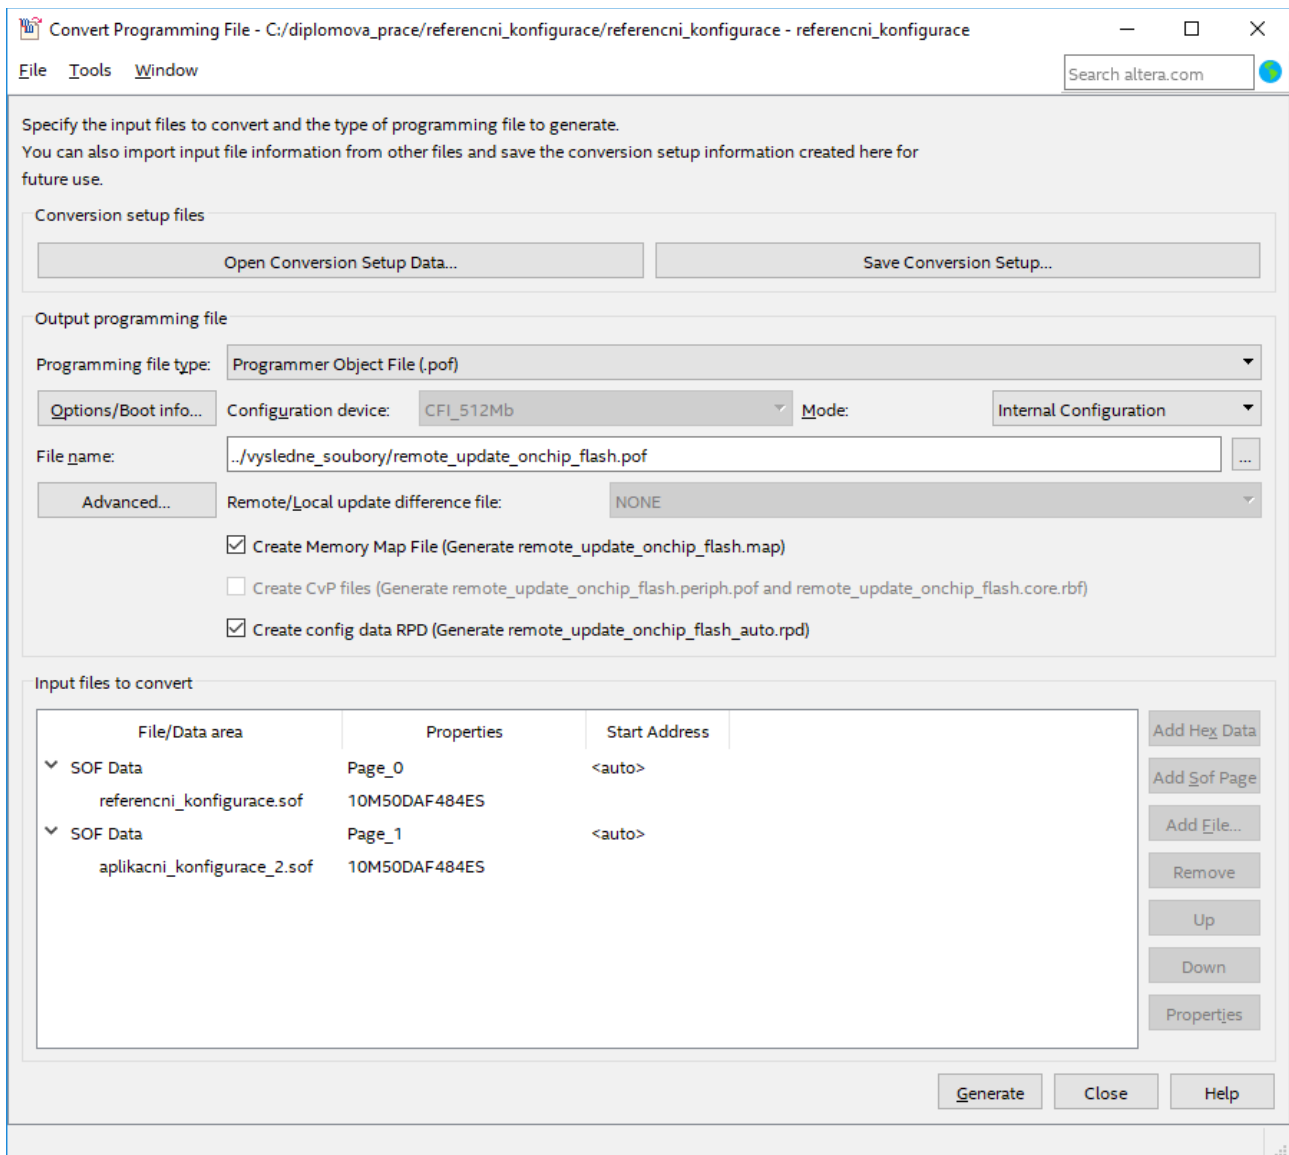 Convert Programming File - C:/diplomova_prace/referencni_konfigurace/referencni_konfigurace - referencni_konfigurace
File Tools Window Search altera.com
Specify the input files to convert and the type of programming file to generate.
You can also import input file information from other files and save the conversion setup information created here for
future use.
Conversion setup files
Open Conversion Setup Data... Save Conversion Setup...
Output programming file
Programming file type: Programmer Object File (.pof)
Options/Boot info... Configuration device: CFI_512Mb Mode: Internal Configuration
File name: ../vysledne_soubory/remote_update_onchip_flash.pof ...
Advanced... Remote/Local update difference file: NONE
Create Memory Map File (Generate remote_update_onchip_flash.map)
Create CvP files (Generate remote_update_onchip_flash.periph.pof and remote_update_onchip_flash.core.rbf)
Create config data RPD (Generate remote_update_onchip_flash_auto.rpd)
Input files to convert
File/Data area Properties Start Address Add Hex Data
SOF Data Page_0 <auto> Add Sof Page
referencni_konfigurace.sof 10M50DAF484ES
SOF Data Page_1 <auto> Add File...
aplikacni_konfigurace_2.sof 10M50DAF484ES Remove
Up
Down
Properties
Generate Close Help